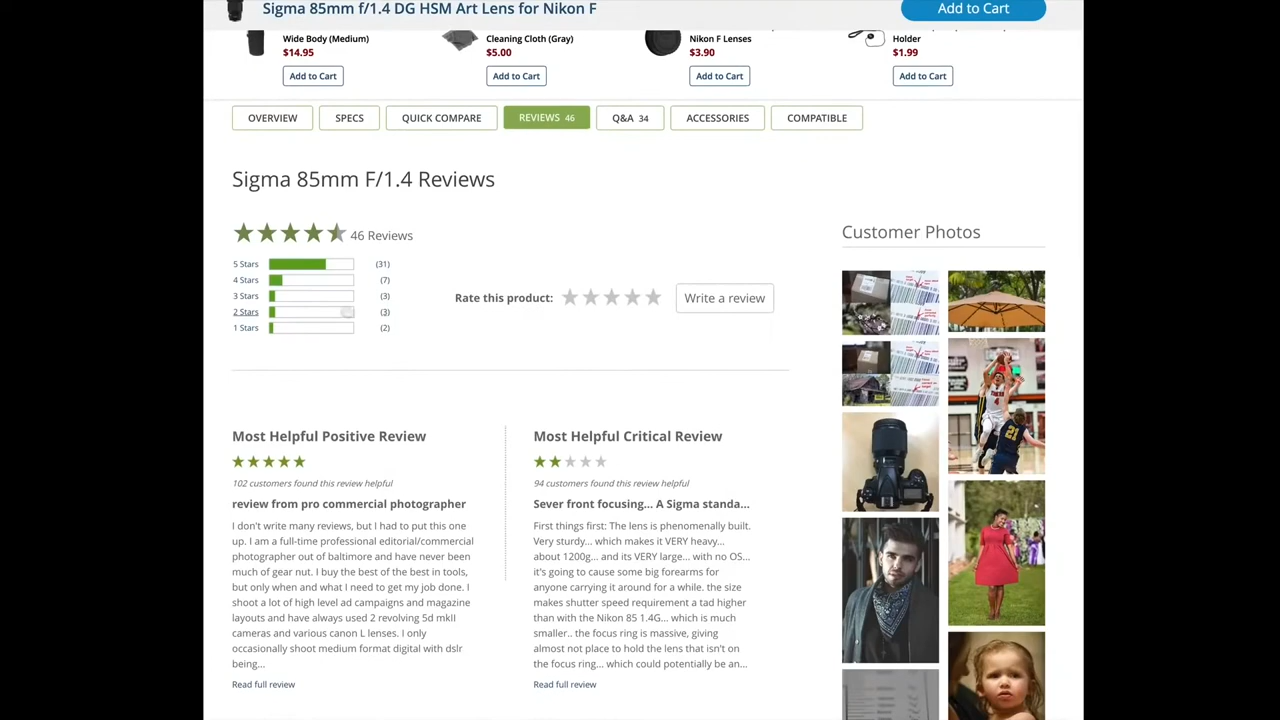 Sigma 85mm f/1.4 DG HSM Art Lens for Nikon F
Add to Cart
Wide Body (Medium)
$14.95
Add to Cart
Cleaning Cloth (Gray)
$5.00
Add to Cart
Nikon F Lenses
$3.90
Add to Cart
Holder
$1.99
Add to Cart
OVERVIEW
SPECS
QUICK COMPARE
REVIEWS 46
Q&A 34
ACCESSORIES
COMPATIBLE
Sigma 85mm F/1.4 Reviews
46 Reviews
5 Stars (31)
4 Stars (7)
3 Stars (3)
2 Stars (3)
1 Stars (2)
Rate this product:
Write a review
Most Helpful Positive Review
102 customers found this review helpful
review from pro commercial photographer
I don't write many reviews, but I had to put this one
up. I am a full-time professional editorial/commercial
photographer out of baltimore and have never been
much of gear nut. I buy the best of the best in tools,
but only when and what I need to get my job done. I
shoot a lot of high level ad campaigns and magazine
layouts and have always used 2 revolving 5d mkII
cameras and various canon L lenses. I only
occasionally shoot medium format digital with dslr
being...
Read full review
Most Helpful Critical Review
94 customers found this review helpful
Sever front focusing... A Sigma standa...
First things first: The lens is phenomenally built.
Very sturdy... which makes it VERY heavy...
about 1200g... and its VERY large... with no OS...
it's going to cause some big forearms for
anyone carrying it around for a while. the size
makes shutter speed requirement a tad higher
than with the Nikon 85 1.4G... which is much
smaller.. the focus ring is massive, giving
almost not place to hold the lens that isn't on
the focus ring... which could potentially be an...
Read full review
Customer Photos
4
21